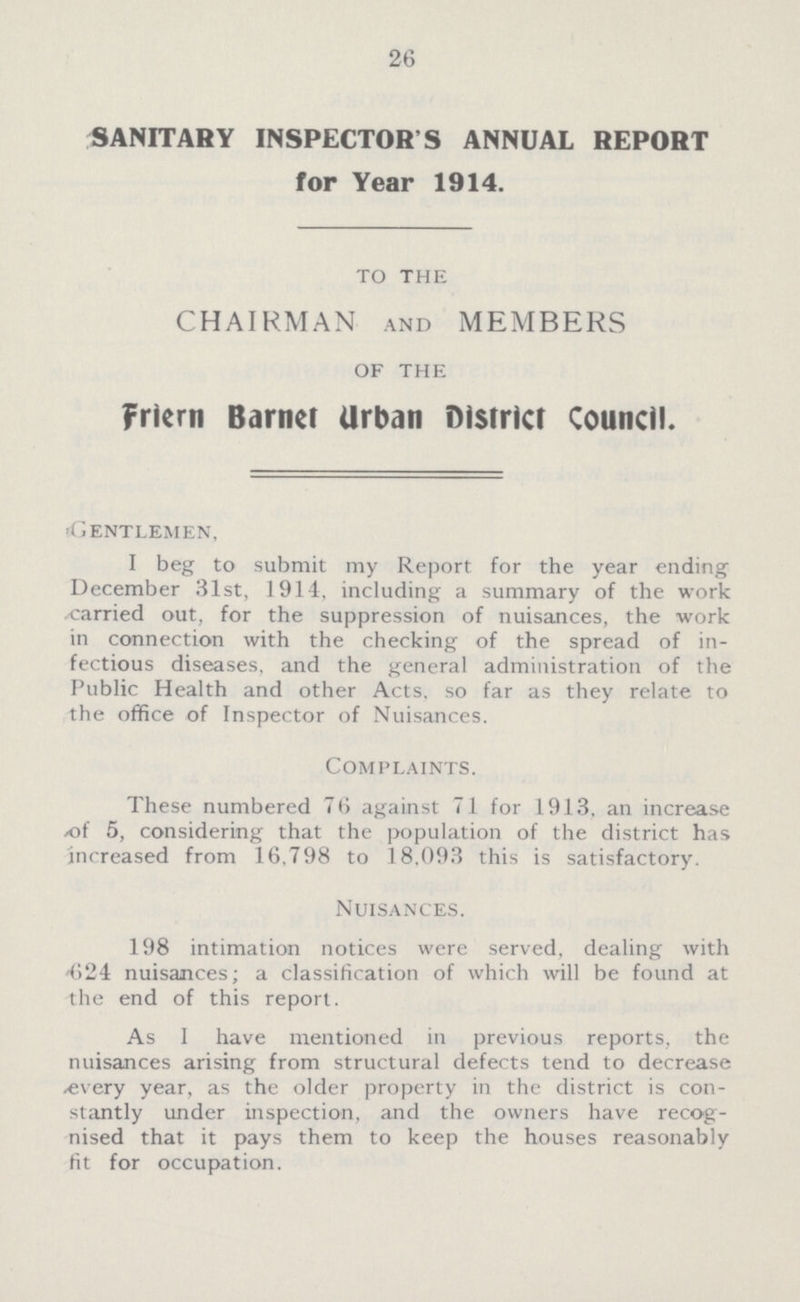 26
SANITARY INSPECTOR'S ANNUAL REPORT
for Year 1914.
TO THE
CHAIRMAN AND MEMBERS
OF THE
Friern Barnet Urban District Council.
GENTLEMEN,
I beg to submit my Report for the year ending
December 31st, 1914, including a summary of the work
carried out, for the suppression of nuisances, the work
in connection with the checking of the spread of in-
fectious diseases, and the general administration of the
Public Health and other Acts, so far as they relate to
the office of Inspector of Nuisances.
COMPLAINTS.
These numbered 76 against 71 for 1913, an increase
of 5, considering that the population of the district has
increased from 16,798 to 18,093 this is satisfactory.
NUISANCES.
198 intimation notices were served, dealing with
624 nuisances; a classification of which will be found at
the end of this report.
As I have mentioned in previous reports, the
nuisances arising from structural defects tend to decrease
every year, as the older property in the district is con-
stantly under inspection, and the owners have recog-
nised that it pays them to keep the houses reasonably
fit for occupation.